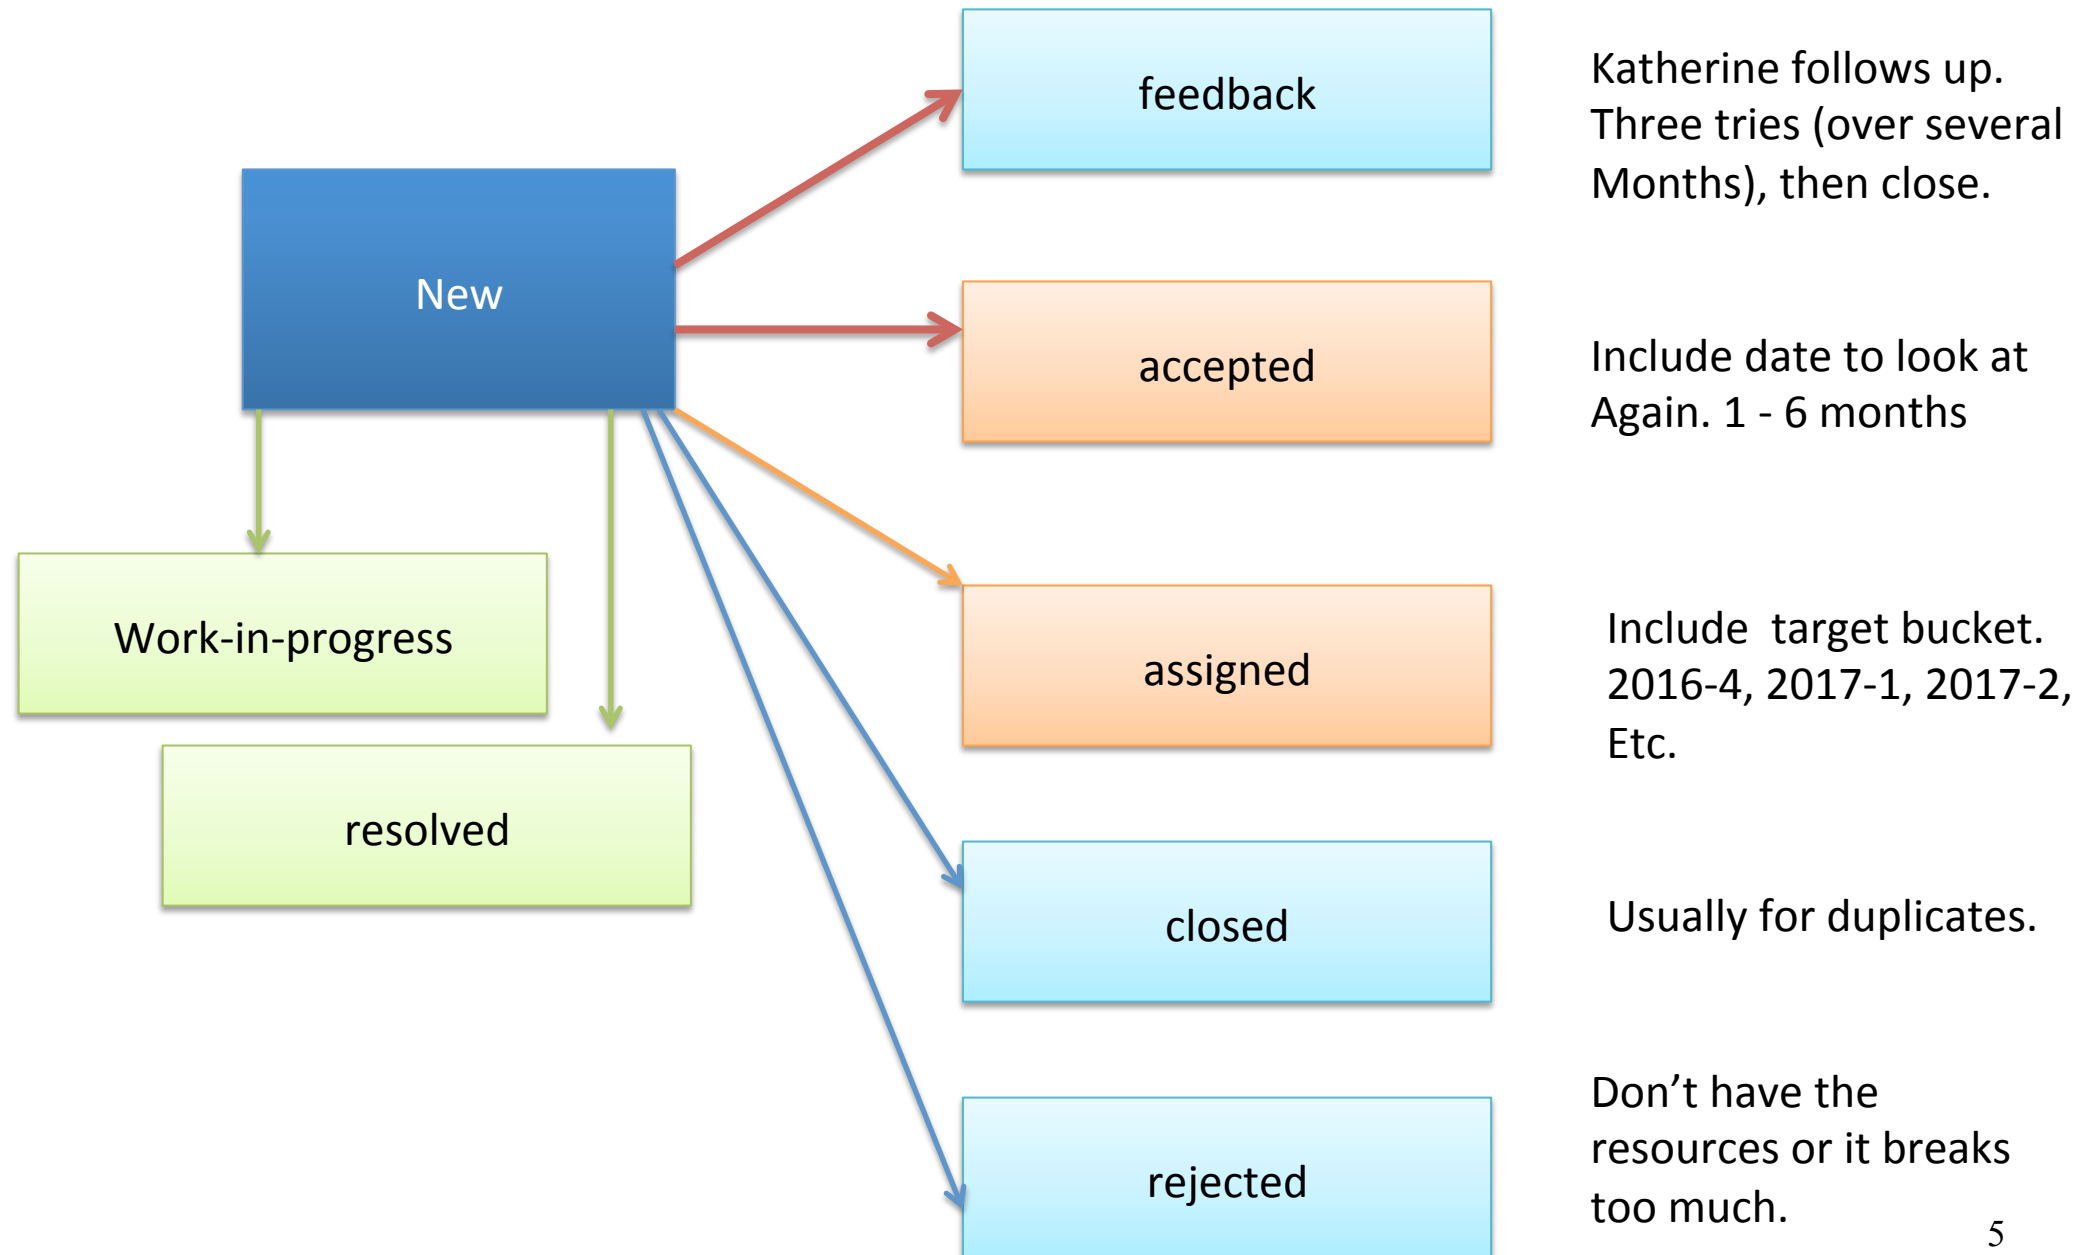 feedback
Katherine follows up.
Three tries (over several
Months), then close.
New
accepted
Include date to look at
Again. 1 - 6 months
Work-in-progress
assigned
Include  target bucket.
2016-4, 2017-1, 2017-2,
Etc.
resolved
closed
Usually for duplicates.
rejected
Don’t have the
resources or it breaks
too much.
5